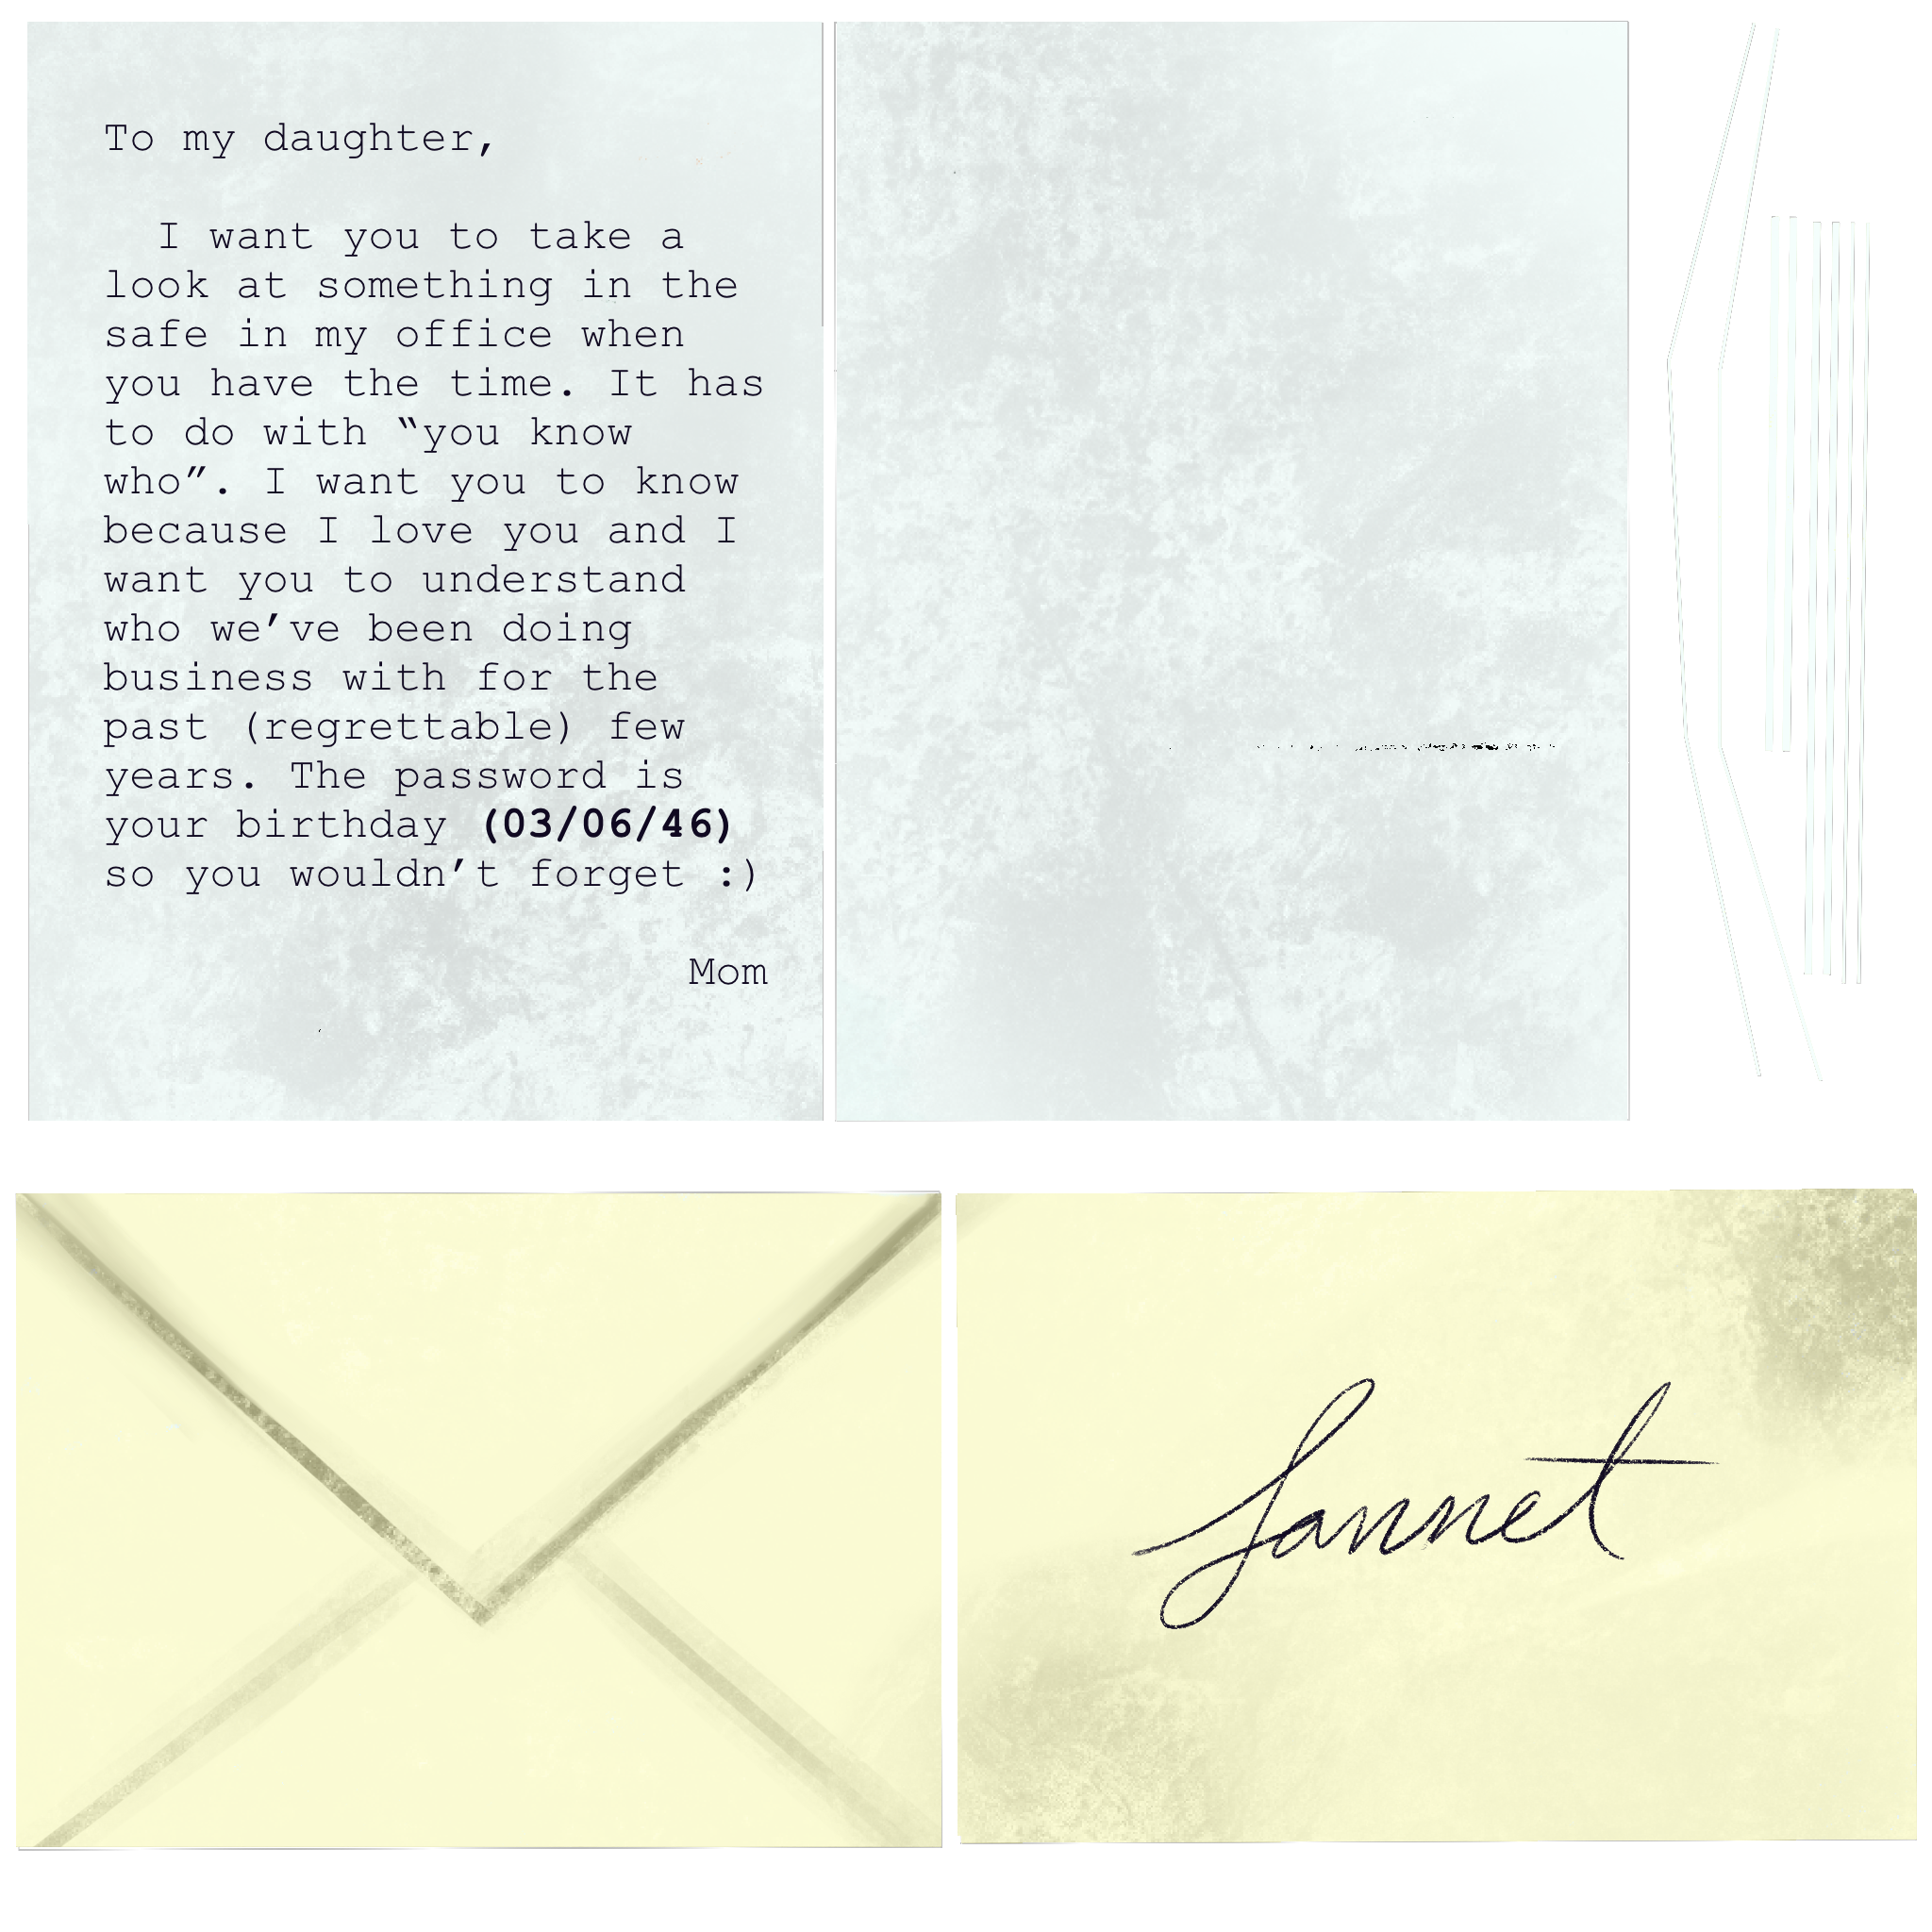 To my daughter,
I want you to take a
look at something in the
safe in my office when
you have the time. It has
to do with “you know
who”. I want you to know
because I love you and I
want you to understand
who we’ve been doing
business with for the
past (regrettable) few
years. The password is
your birthday (03/06/46)
so you wouldn’t forget :)
Mom
Jannet